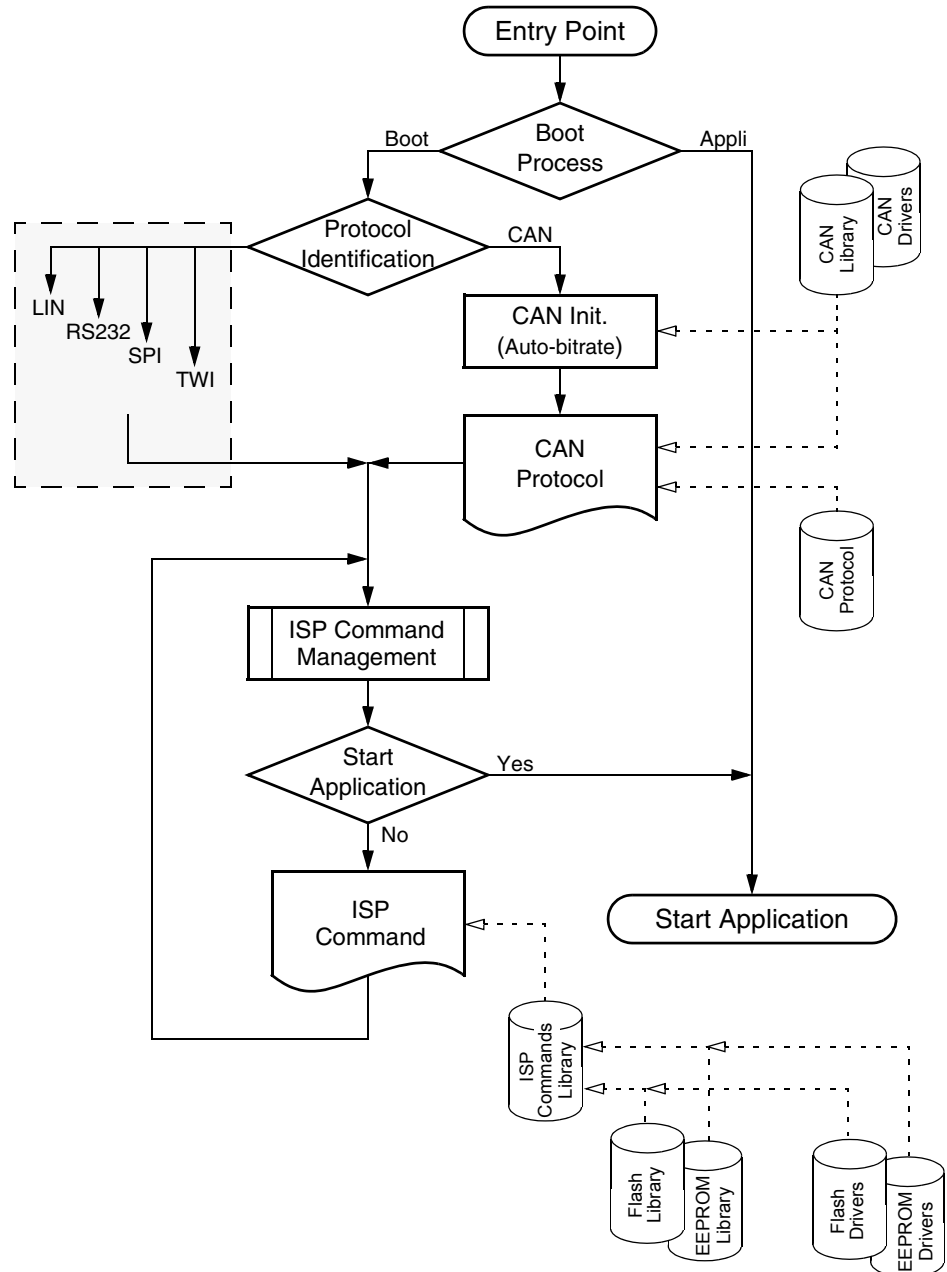 Entry Point
Boot
Process
Boot
Appli
Protocol
Identification
CAN
LIN
RS232
SPI
TWI
CAN Init.
(Auto-bitrate)
CAN
Library
CAN
Drivers
CAN
Protocol
CAN
Protocol
ISP Command
Management
Start
Application
Yes
No
ISP
Command
Start Application
ISP
Commands
Library
Flash
Library
EEPROM
Library
Flash
Drivers
EEPROM
Drivers